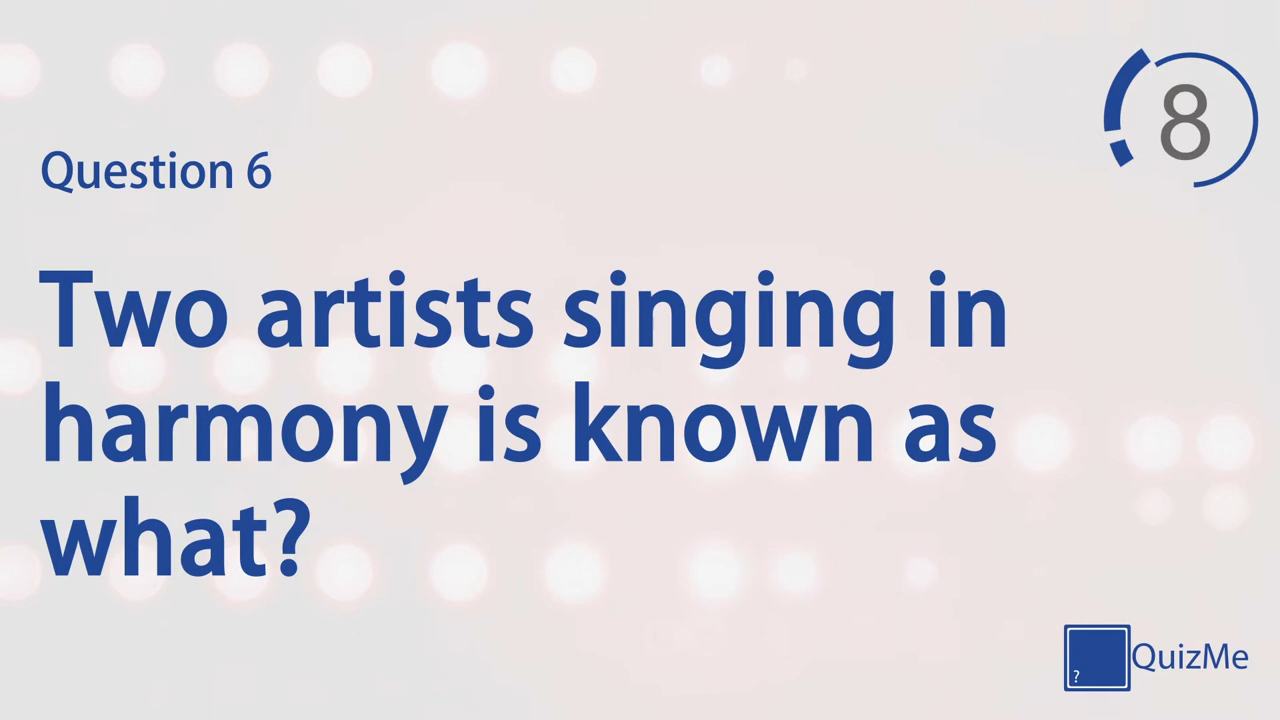 8
Question 6
Two artists singing in
harmony is known as
what?
?
QuizMe